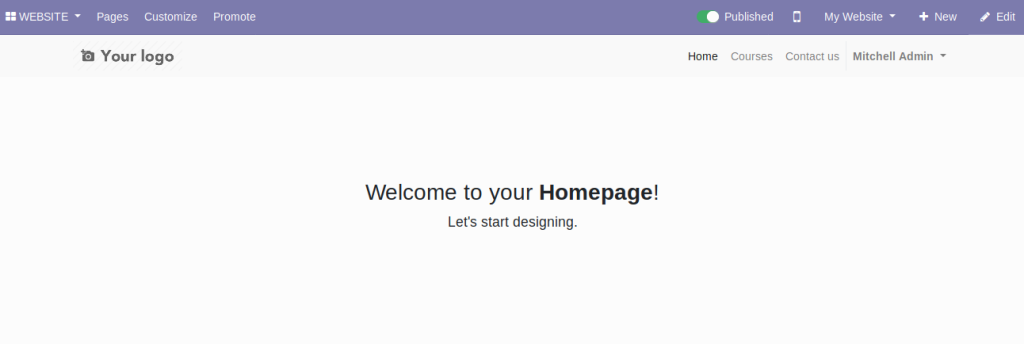 WEBSITE Pages Customize Promote Published My Website New Edit
Your logo Home Courses Contact us Mitchell Admin
Welcome to your Homepage!
Let's start designing.